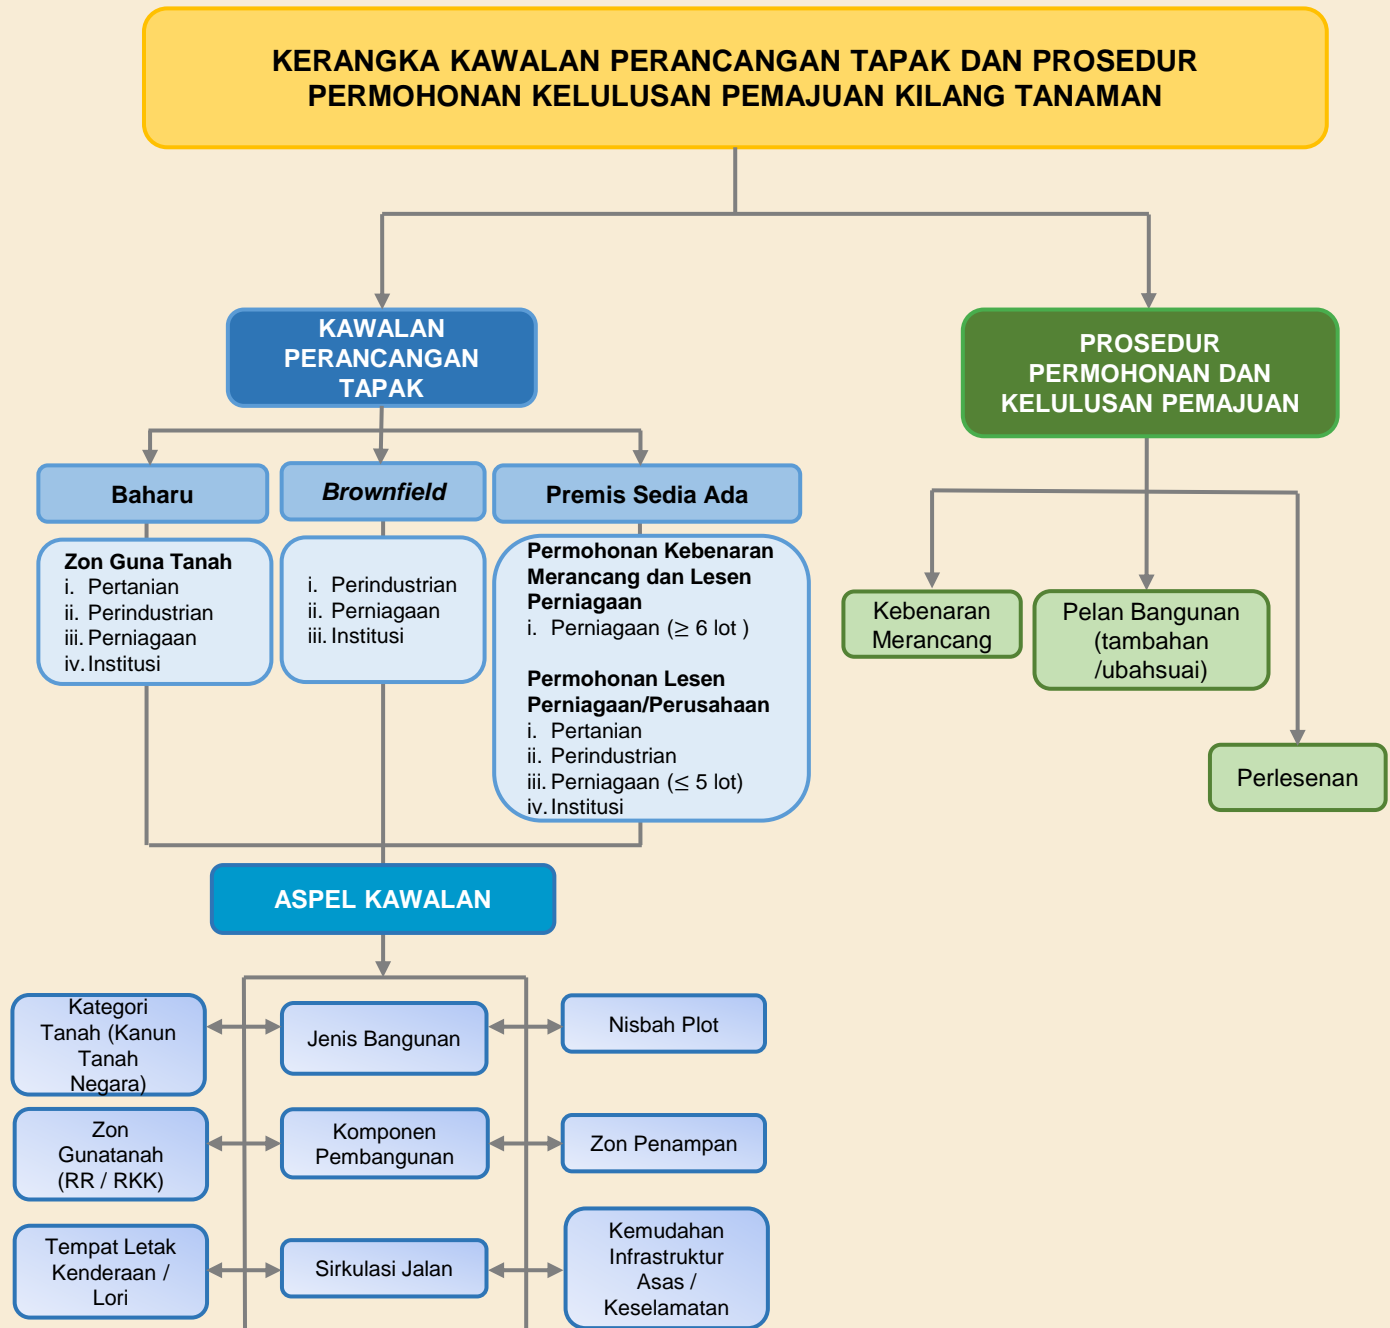 KERANGKA KAWALAN PERANCANGAN TAPAK DAN PROSEDUR
PERMOHONAN KELULUSAN PEMAJUAN KILANG TANAMAN
KAWALAN
PERANCANGAN
TAPAK
PROSEDUR
PERMOHONAN DAN
KELULUSAN PEMAJUAN
Baharu
Brownfield
Premis Sedia Ada
Zon Guna Tanah
i. Pertanian
ii. Perindustrian
iii. Perniagaan
iv. Institusi
i. Perindustrian
ii. Perniagaan
iii. Institusi
Permohonan Kebenaran
Merancang dan Lesen
Perniagaan
i. Perniagaan (≥ 6 lot )
Permohonan Lesen
Perniagaan/Perusahaan
i. Pertanian
ii. Perindustrian
iii. Perniagaan (≤ 5 lot)
iv. Institusi
Kebenaran
Merancang
Pelan Bangunan
(tambahan
/ubahsuai)
Perlesenan
ASPEL KAWALAN
Kategori
Tanah (Kanun
Tanah
Negara)
Jenis Bangunan
Nisbah Plot
Zon
Gunatanah
(RR / RKK)
Komponen
Pembangunan
Zon Penampan
Tempat Letak
Kenderaan /
Lori
Sirkulasi Jalan
Kemudahan
Infrastruktur
Asas /
Keselamatan